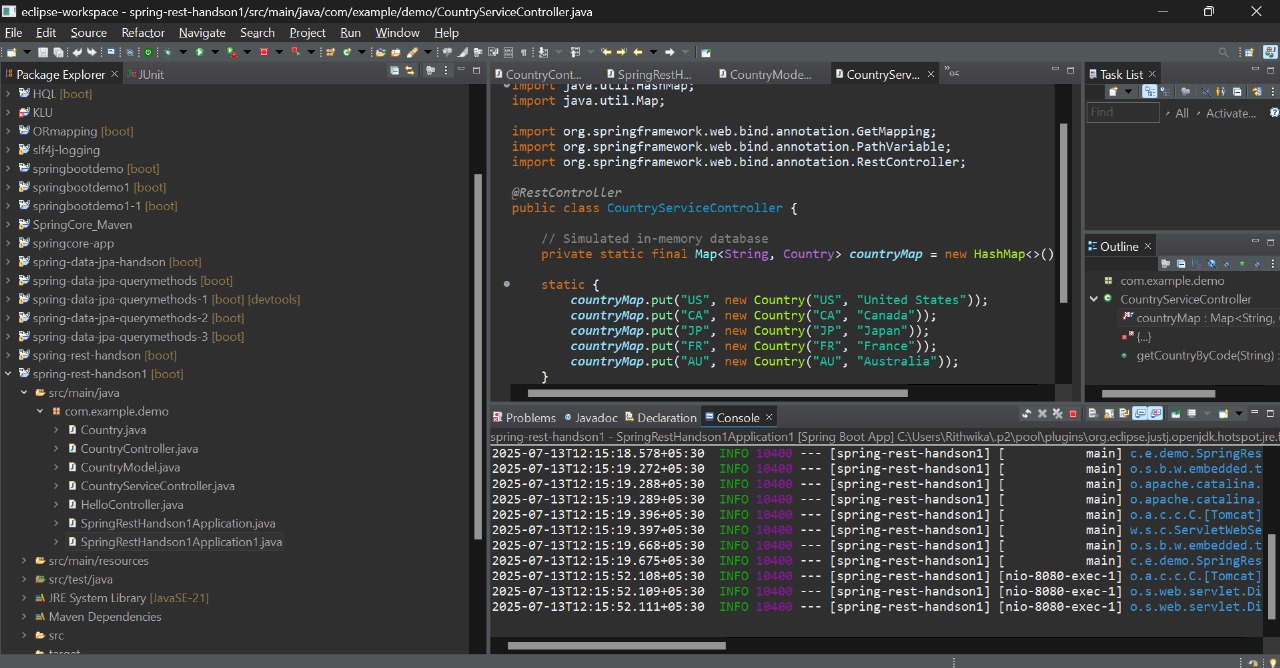 eclipse-workspace - spring-rest-handson1/src/main/java/com/example/demo/CountryServiceController.java
File Edit Source Refactor Navigate Search Project Run Window Help
Package Explorer JUnit
HQL [boot]
KLU
ORmapping [boot]
slf4j-logging
springbootdemo [boot]
springbootdemo1 [boot]
springbootdemo1-1 [boot]
SpringCore_Maven
springcore-app
spring-data-jpa-handson [boot]
spring-data-jpa-querymethods [boot]
spring-data-jpa-querymethods-1 [boot] [devtools]
spring-data-jpa-querymethods-2 [boot]
spring-data-jpa-querymethods-3 [boot]
spring-rest-handson [boot]
spring-rest-handson1 [boot]
src/main/java
com.example.demo
Country.java
CountryController.java
CountryModel.java
CountryServiceController.java
HelloController.java
SpringRestHandson1Application.java
SpringRestHandson1Application1.java
src/main/resources
src/test/java
JRE System Library [JavaSE-21]
Maven Dependencies
src
target
CountryCont... SpringRestH... CountryMode... CountryServ...
import java.util.HashMap;
import java.util.Map;
import org.springframework.web.bind.annotation.GetMapping;
import org.springframework.web.bind.annotation.PathVariable;
import org.springframework.web.bind.annotation.RestController;
@RestController
public class CountryServiceController {
// Simulated in-memory database
private static final Map<String, Country> countryMap = new HashMap<>()
static {
countryMap.put("US", new Country("US", "United States"));
countryMap.put("CA", new Country("CA", "Canada"));
countryMap.put("JP", new Country("JP", "Japan"));
countryMap.put("FR", new Country("FR", "France"));
countryMap.put("AU", new Country("AU", "Australia"));
}
Task List
Find All Activate...
Outline
com.example.demo
CountryServiceController
countryMap : Map<String,
{...}
getCountryByCode(String) :
Problems Javadoc Declaration Console
spring-rest-handson1 - SpringRestHandson1Application1 [Spring Boot App] C:\Users\Rithwika\.p2\pool\plugins\org.eclipse.justj.openjdk.hotspot.jre.
2025-07-13T12:15:18.578+05:30 INFO 10400 --- [spring-rest-handson1] [ main] c.e.demo.SpringRes
2025-07-13T12:15:19.272+05:30 INFO 10400 --- [spring-rest-handson1] [ main] o.s.b.w.embedded.t
2025-07-13T12:15:19.288+05:30 INFO 10400 --- [spring-rest-handson1] [ main] o.apache.catalina.
2025-07-13T12:15:19.289+05:30 INFO 10400 --- [spring-rest-handson1] [ main] o.apache.catalina.
2025-07-13T12:15:19.396+05:30 INFO 10400 --- [spring-rest-handson1] [ main] o.a.c.c.C.[Tomcat]
2025-07-13T12:15:19.397+05:30 INFO 10400 --- [spring-rest-handson1] [ main] w.s.c.ServletWebSe
2025-07-13T12:15:19.668+05:30 INFO 10400 --- [spring-rest-handson1] [ main] o.s.b.w.embedded.t
2025-07-13T12:15:19.675+05:30 INFO 10400 --- [spring-rest-handson1] [ main] c.e.demo.SpringRes
2025-07-13T12:15:52.108+05:30 INFO 10400 --- [spring-rest-handson1] [nio-8080-exec-1] o.a.c.c.C.[Tomcat]
2025-07-13T12:15:52.109+05:30 INFO 10400 --- [spring-rest-handson1] [nio-8080-exec-1] o.s.web.servlet.Di
2025-07-13T12:15:52.111+05:30 INFO 10400 --- [spring-rest-handson1] [nio-8080-exec-1] o.s.web.servlet.Di